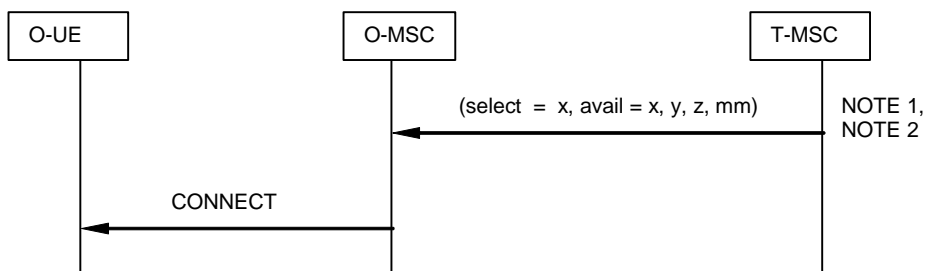 O-UE
O-MSC
T-MSC
(select = x, avail = x, y, z, mm)
NOTE 1,
NOTE 2
CONNECT